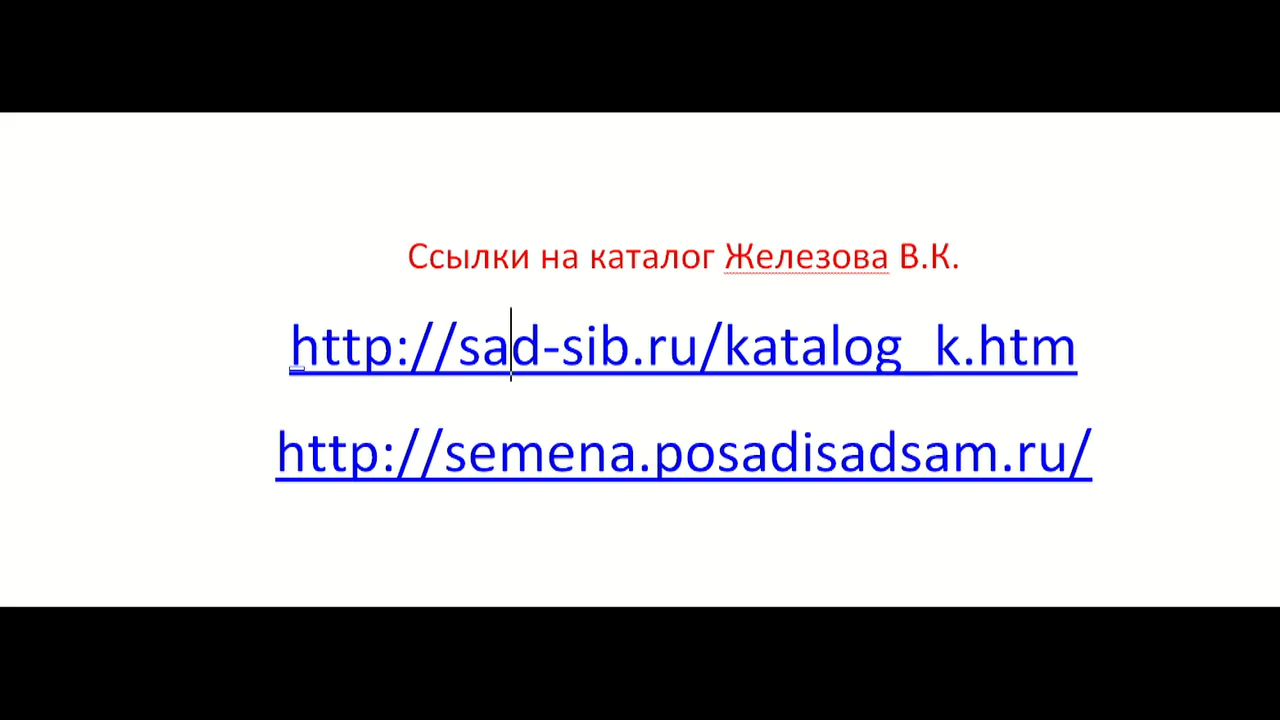 Ссылки на каталог Железова В.К.
http://sad-sib.ru/katalog_k.htm
http://semena.posadisadsam.ru/